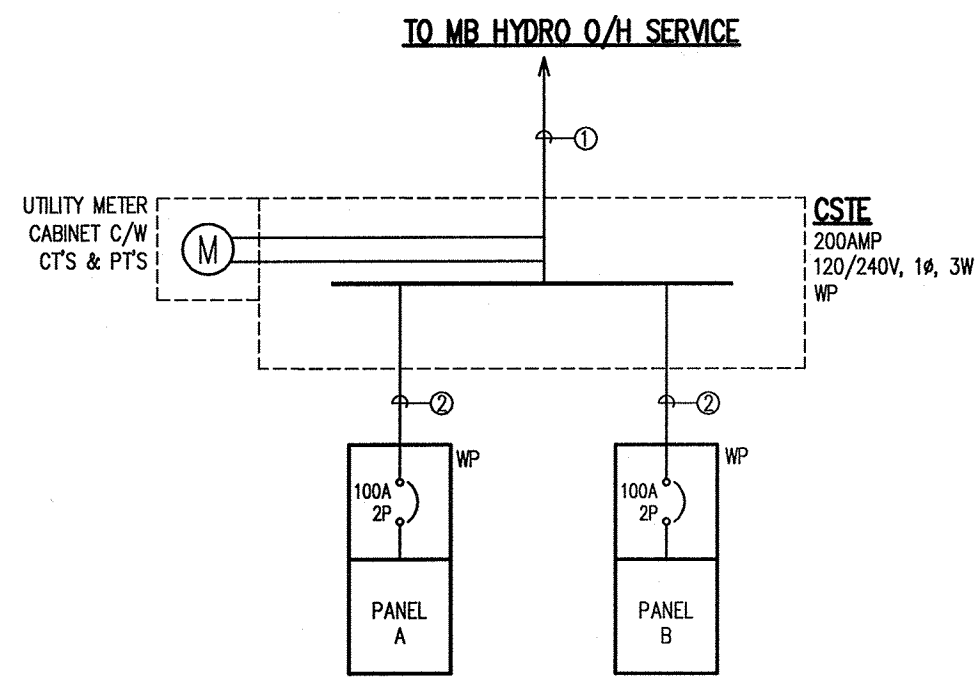 TO MB HYDRO O/H SERVICE
1
UTILITY METER
CABINET C/W
CT'S & PT'S
M
CSTE
200AMP
120/240V, 1ø, 3W
WP
2
2
WP
100A
2P
PANEL
A
WP
100A
2P
PANEL
B